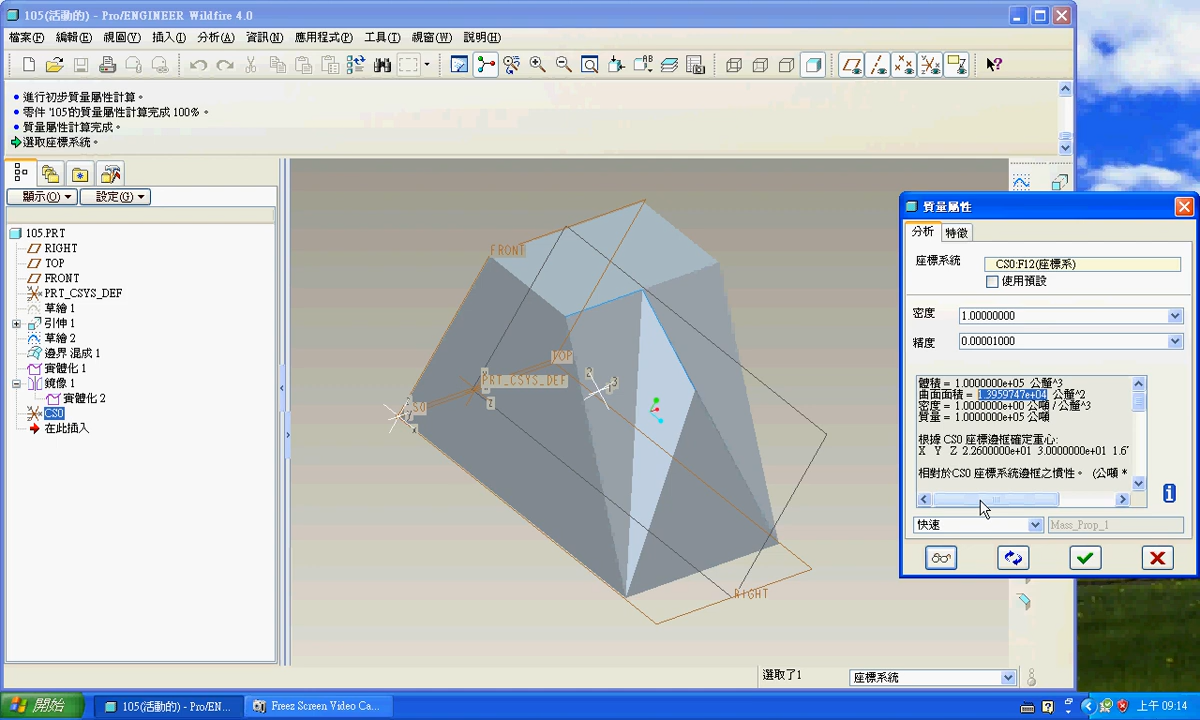 105(活動的) - Pro/ENGINEER Wildfire 4.0
檔案(F) 編輯(E) 視圖(V) 插入(I) 分析(A) 資訊(N) 應用程式(P) 工具(T) 視窗(W) 說明(H)
• 進行初步質量屬性計算。
• 零件 '105的質量屬性計算完成 100%。
• 質量屬性計算完成。
選取座標系統。
顯示(O) 設定(G)
105.PRT
RIGHT
TOP
FRONT
PRT_CSYS_DEF
草繪 1
引伸 1
草繪 2
邊界 混成 1
實體化 1
鏡像 1
實體化 2
CS0
在此插入
FRONT
TOP
PRT_CSYS_DEF
Z
CS0
X
2
3
1
RIGHT
質量屬性
分析 特徵
座標系統 CS0:F12(座標系)
使用預設
密度 1.00000000
精度 0.00001000
體積 = 1.0000000e+05 公釐^3
曲面面積 = 1.3959747e+04 公釐^2
密度 = 1.0000000e+00 公噸 / 公釐^3
質量 = 1.0000000e+05 公噸
根據 CS0 座標邊框確定重心:
X Y Z 2.2600000e+01 3.0000000e+01 1.6
相對於CS0 座標系統邊框之慣性。 (公噸 *
快速 Mass_Prop_1
選取了1 座標系統
開始 105(活動的) - Pro/EN... Freez Screen Video Ca... 上午 09:14